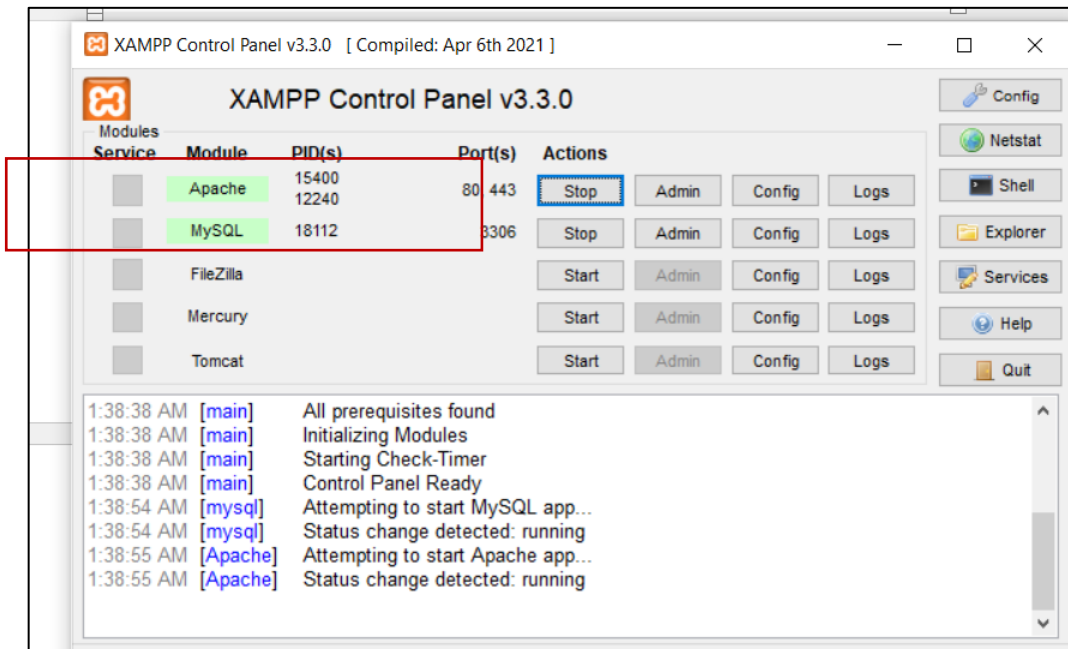 XAMPP Control Panel v3.3.0 [ Compiled: Apr 6th 2021 ]
XAMPP Control Panel v3.3.0
Config
Modules
Service Module PID(s) Port(s) Actions
Netstat
Apache 15400 12240 80, 443 Stop Admin Config Logs
Shell
MySQL 18112 3306 Stop Admin Config Logs
Explorer
FileZilla Start Admin Config Logs
Services
Mercury Start Admin Config Logs
Help
Tomcat Start Admin Config Logs
Quit
1:38:38 AM [main] All prerequisites found
1:38:38 AM [main] Initializing Modules
1:38:38 AM [main] Starting Check-Timer
1:38:38 AM [main] Control Panel Ready
1:38:54 AM [mysql] Attempting to start MySQL app...
1:38:54 AM [mysql] Status change detected: running
1:38:55 AM [Apache] Attempting to start Apache app...
1:38:55 AM [Apache] Status change detected: running